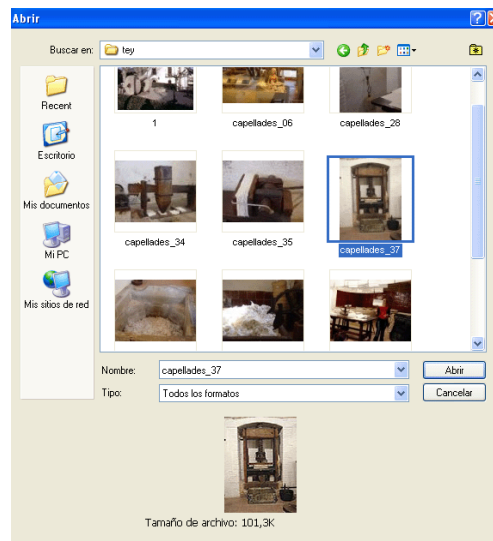 Abrir
Buscar en:
tey
Recent
Escritorio
Mis documentos
Mi PC
Mis sitios de red
1
capellades_06
capellades_28
capellades_34
capellades_35
capellades_37
Nombre:
capellades_37
Abrir
Tipo:
Todos los formatos
Cancelar
Tamaño de archivo: 101,3K